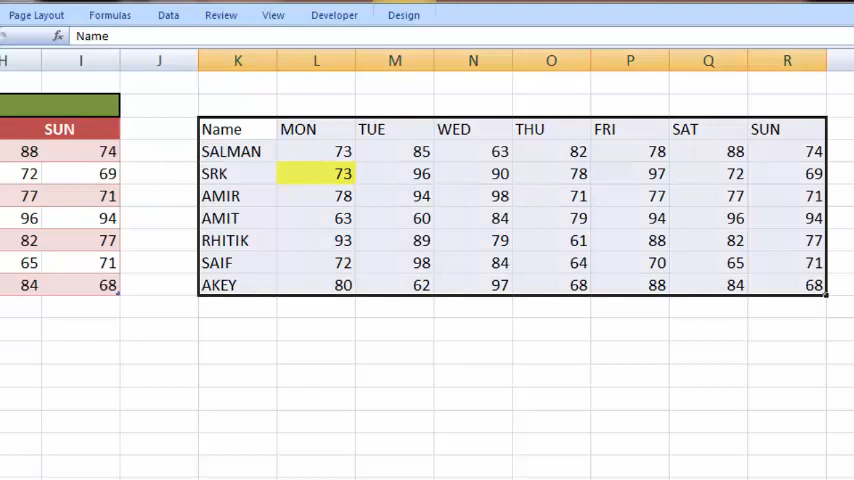 Page Layout Formulas Data Review View Developer Design
fx Name
H I J K L M N O P Q R
SUN Name MON TUE WED THU FRI SAT SUN
88 74 SALMAN 73 85 63 82 78 88 74
72 69 SRK 73 96 90 78 97 72 69
77 71 AMIR 78 94 98 71 77 77 71
96 94 AMIT 63 60 84 79 94 96 94
82 77 RHITIK 93 89 79 61 88 82 77
65 71 SAIF 72 98 84 64 70 65 71
84 68 AKEY 80 62 97 68 88 84 68